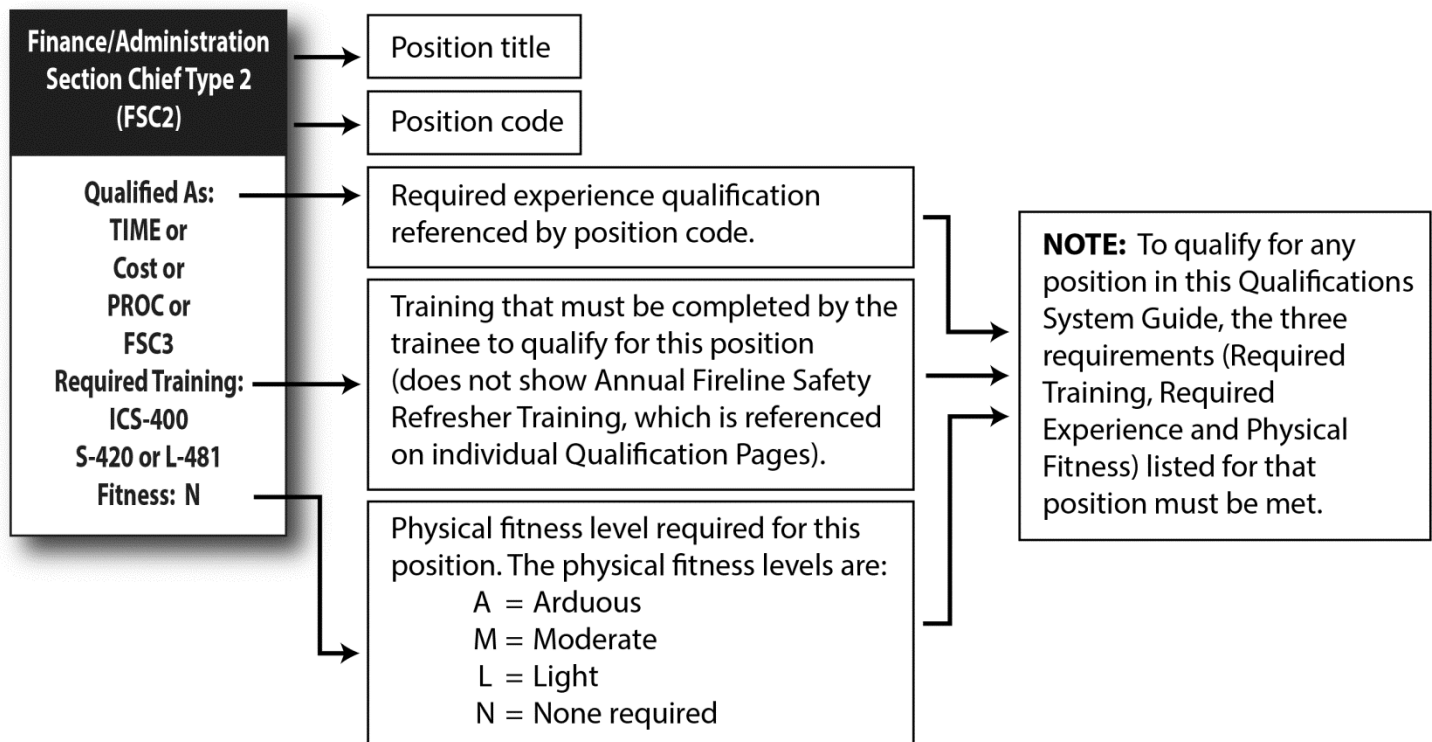 Finance/Administration
Section Chief Type 2
(FSC2)
Qualified As:
TIME or
Cost or
PROC or
FSC3
Required Training:
ICS-400
S-420 or L-481
Fitness: N
Position title
Position code
Required experience qualification
referenced by position code.
Training that must be completed by the
trainee to qualify for this position
(does not show Annual Fireline Safety
Refresher Training, which is referenced
on individual Qualification Pages).
Physical fitness level required for this
position. The physical fitness levels are:
A = Arduous
M = Moderate
L = Light
N = None required
NOTE: To qualify for any
position in this Qualifications
System Guide, the three
requirements (Required
Training, Required
Experience and Physical
Fitness) listed for that
position must be met.